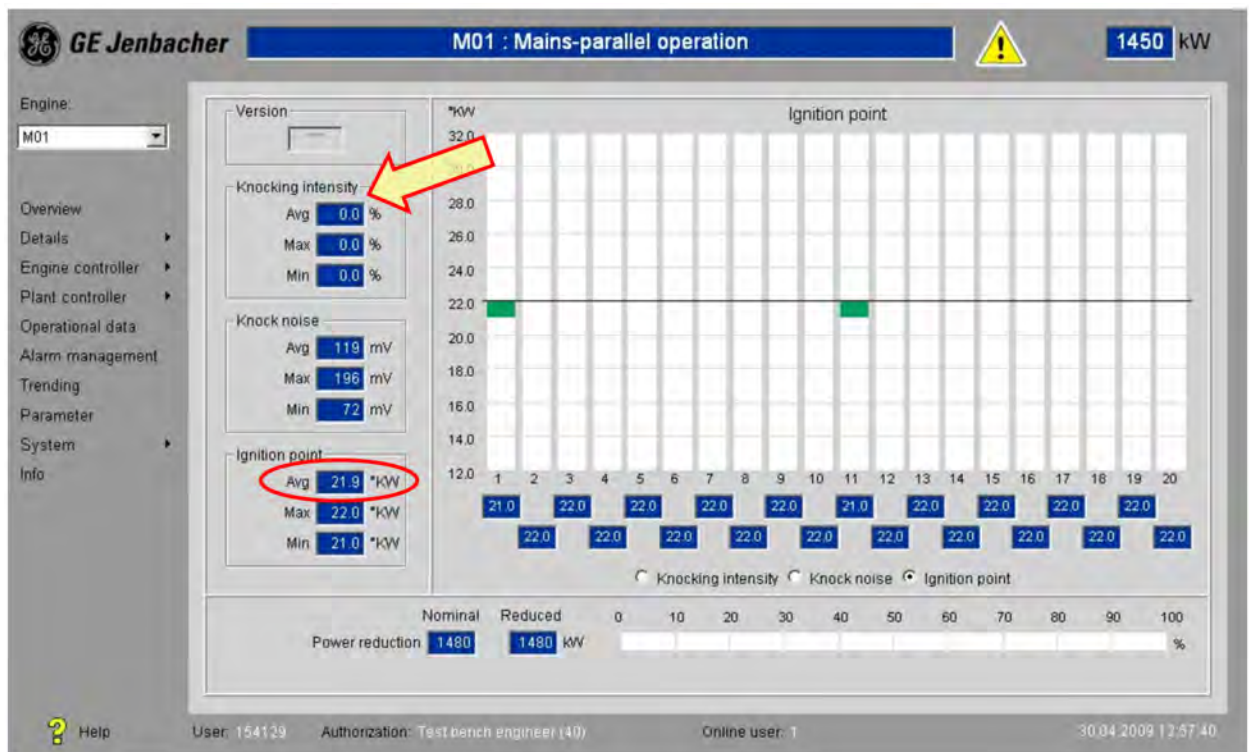 GE Jenbacher
M01 : Mains-parallel operation
1450 kW
Engine:
M01
Overview
Details
Engine controller
Plant controller
Operational data
Alarm management
Trending
Parameter
System
Info
Version
Knocking intensity
Avg 0.0 %
Max 0.0 %
Min 0.0 %
Knock noise
Avg 119 mV
Max 196 mV
Min 72 mV
Ignition point
Avg 21.9 °KW
Max 22.0 °KW
Min 21.0 °KW
°KW
Ignition point
32.0
28.0
26.0
24.0
22.0
20.0
18.0
16.0
14.0
12.0
1 2 3 4 5 6 7 8 9 10 11 12 13 14 15 16 17 18 19 20
21.0 22.0 22.0 22.0 22.0 21.0 22.0 22.0 22.0 22.0
22.0 22.0 22.0 22.0 22.0 22.0 22.0 22.0 22.0 22.0
Knocking intensity Knock noise Ignition point
Nominal Reduced 0 10 20 30 40 50 60 70 80 90 100
Power reduction 1480 1480 kW %
Help
User: 154129 Authorization: Test bench engineer (40) Online user: 1 30.04.2009 12:57:40